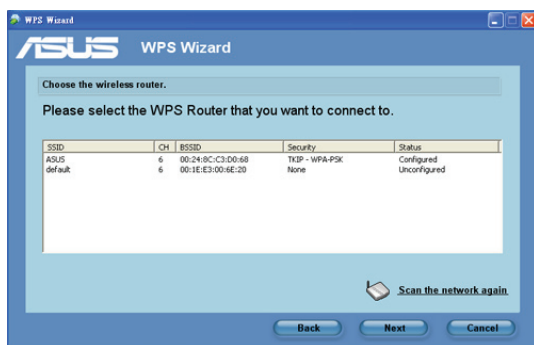 WPS Wizard
ASUS WPS Wizard
Choose the wireless router.
Please select the WPS Router that you want to connect to.
SSID CH BSSID Security Status
ASUS 6 00:24:8C:C3:D0:68 TKIP - WPA-PSK Configured
default 6 00:1E:E3:00:6E:20 None Unconfigured
Scan the network again
Back Next Cancel